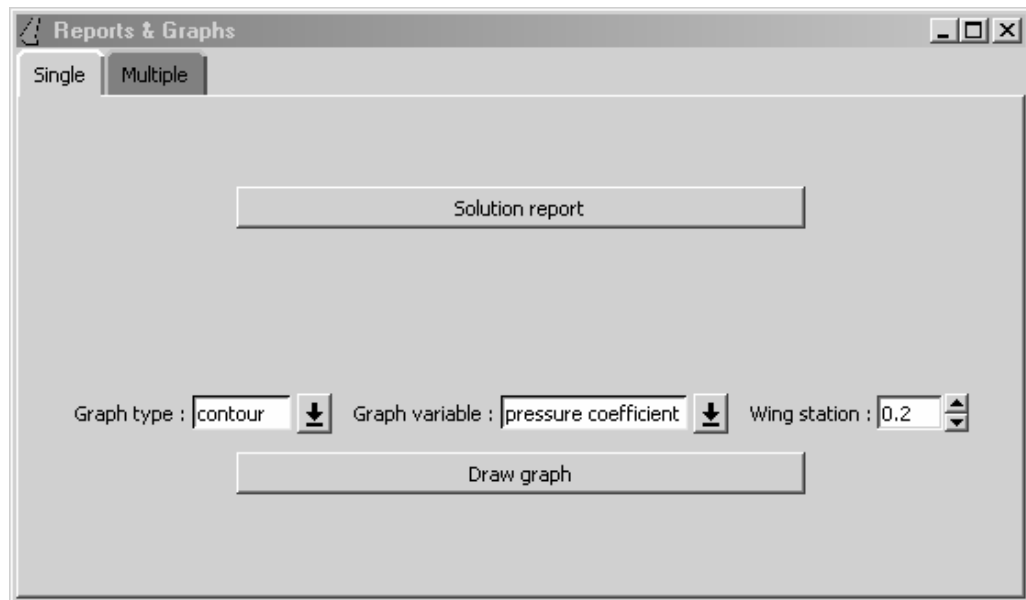 Reports & Graphs
Single Multiple
Solution report
Graph type : contour Graph variable : pressure coefficient Wing station : 0.2
Draw graph